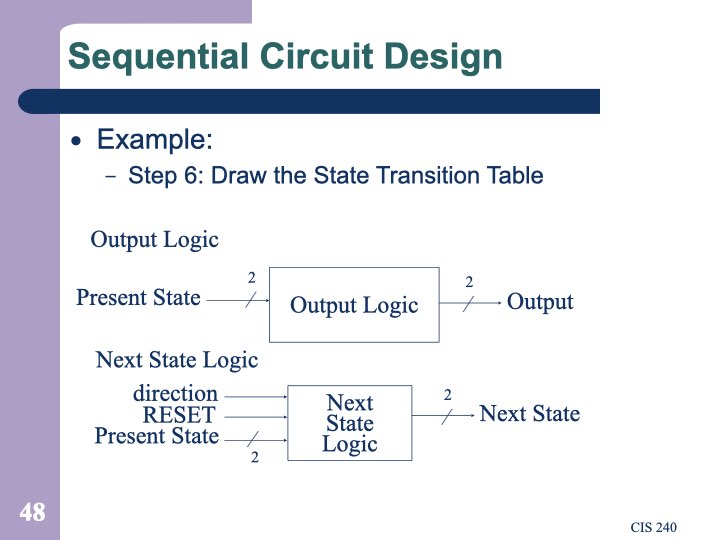 Sequential Circuit Design
• Example:
– Step 6: Draw the State Transition Table
Output Logic
2
2
Present State
Output Logic
Output
Next State Logic
direction
RESET
Present State
2
Next
State
Logic
2
Next State
48
CIS 240